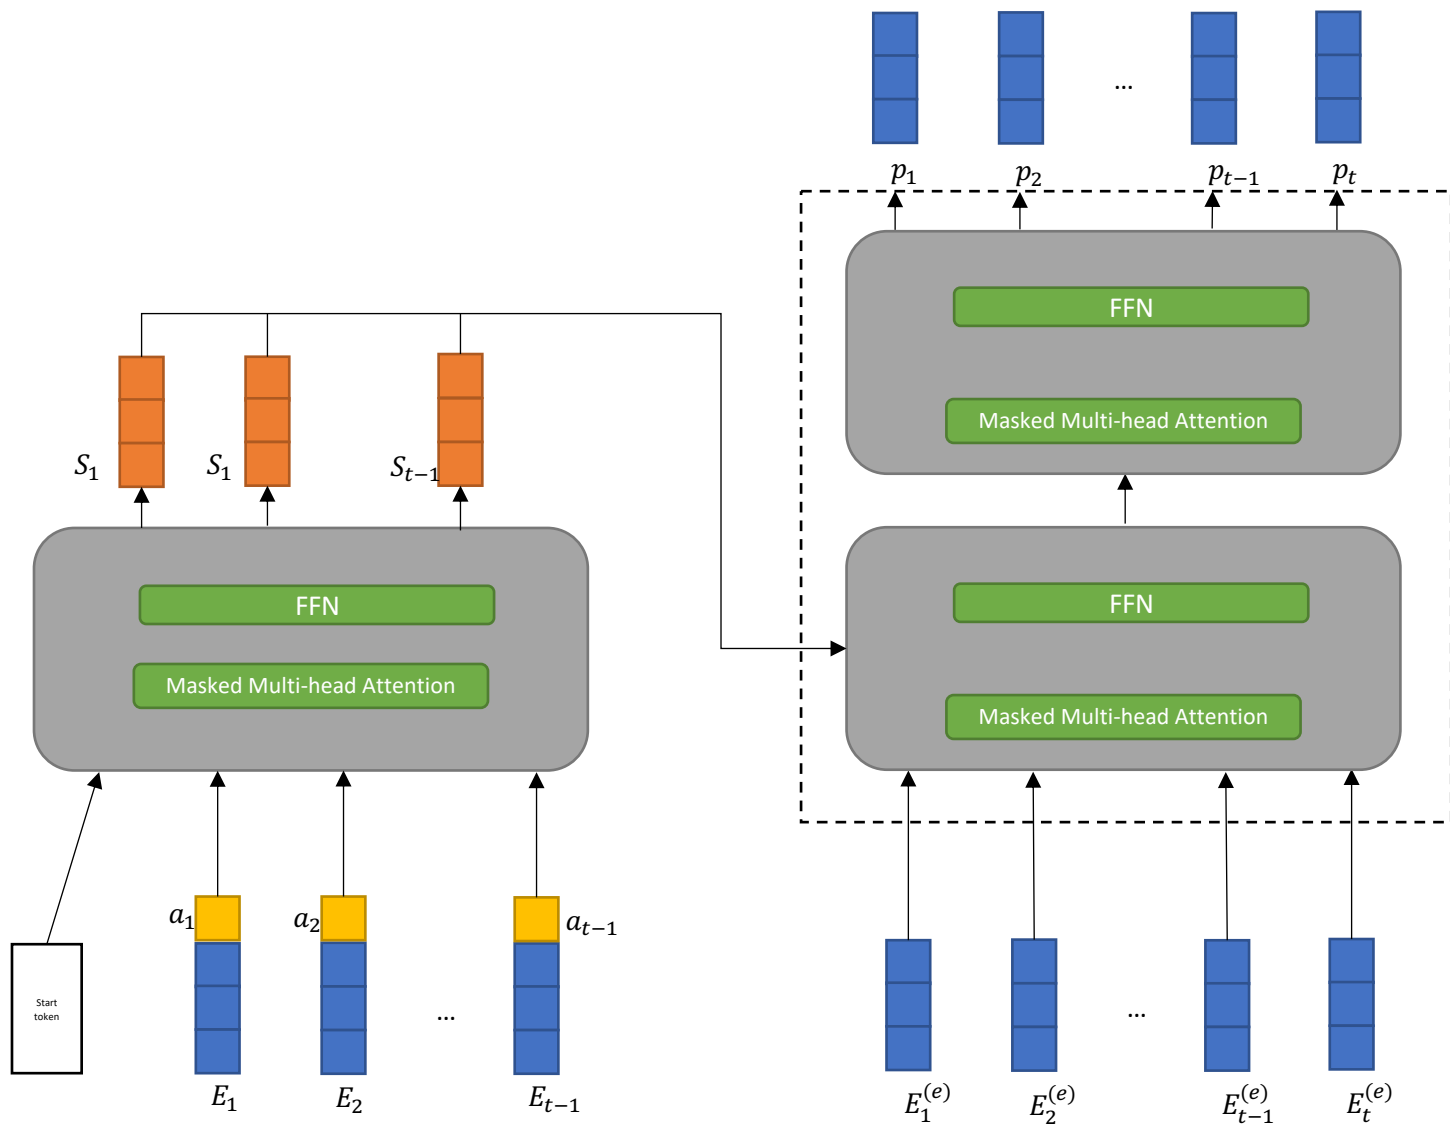 p₁ p₂ ... pₜ₋₁ pₜ
FFN
Masked Multi-head Attention
S₁ S₁ Sₜ₋₁
FFN
Masked Multi-head Attention
FFN
Masked Multi-head Attention
a₁ a₂ aₜ₋₁
Start
token
...
E₁ E₂ Eₜ₋₁
...
E₁⁽ᵉ⁾ E₂⁽ᵉ⁾ Eₜ₋₁⁽ᵉ⁾ Eₜ⁽ᵉ⁾